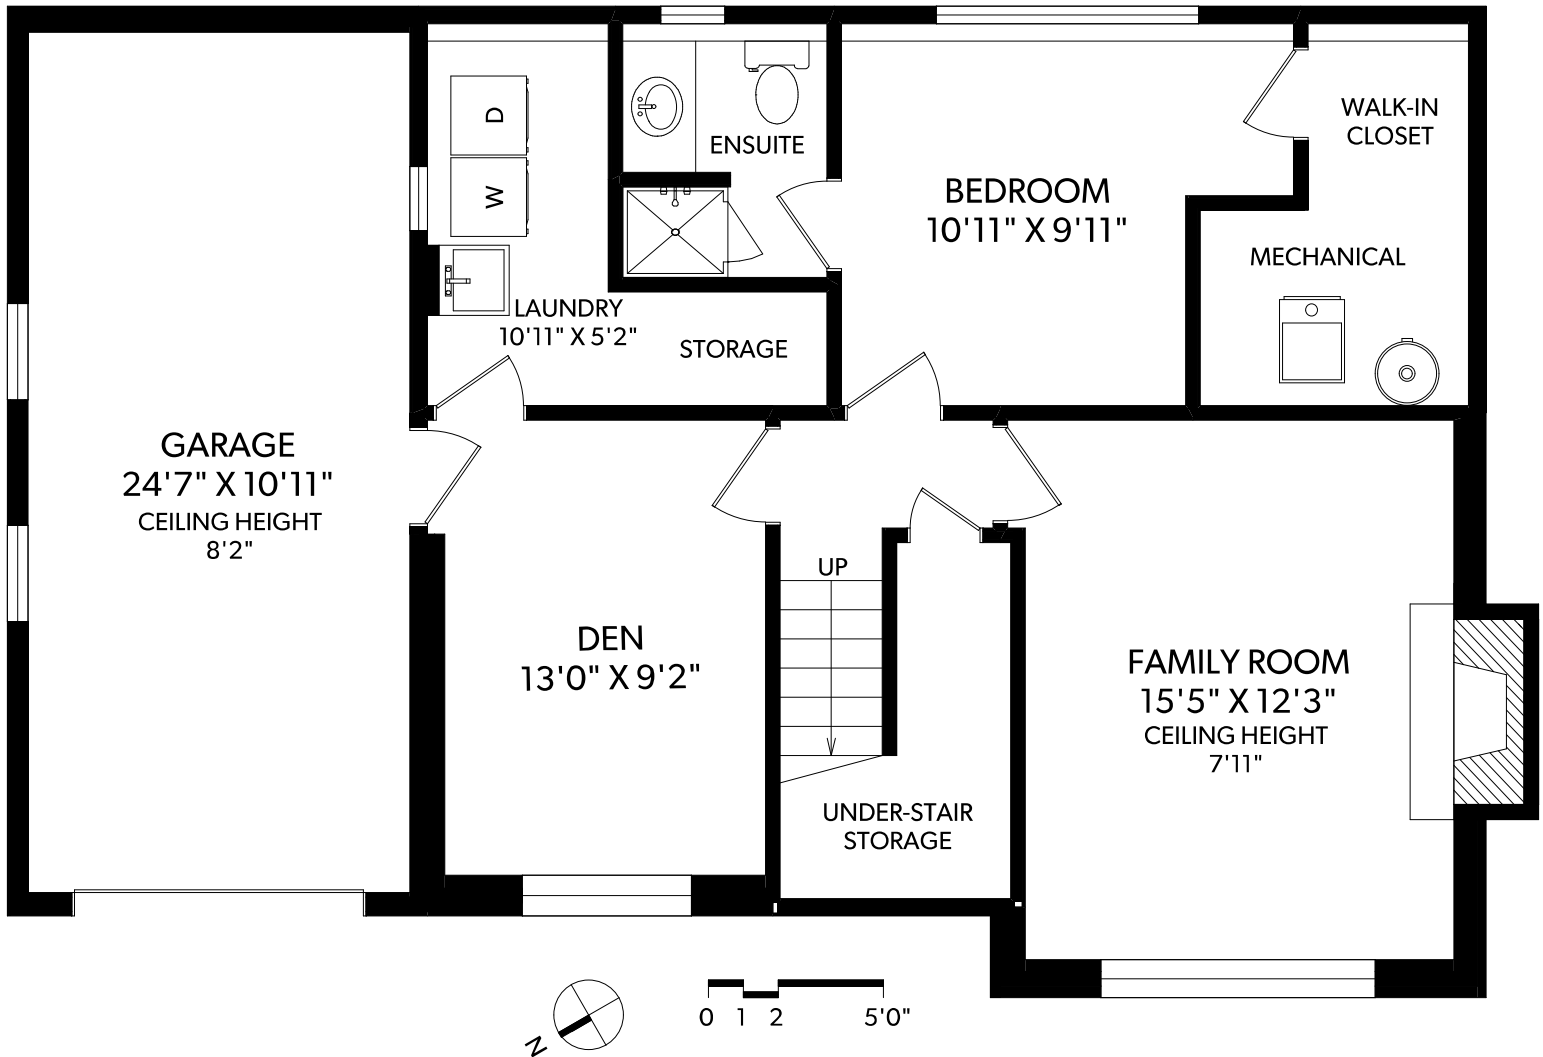 D
W
ENSUITE
WALK-IN
CLOSET
BEDROOM
10'11" X 9'11"
MECHANICAL
LAUNDRY
10'11" X 5'2"
STORAGE
GARAGE
24'7" X 10'11"
CEILING HEIGHT
8'2"
UP
DEN
13'0" X 9'2"
FAMILY ROOM
15'5" X 12'3"
CEILING HEIGHT
7'11"
UNDER-STAIR
STORAGE
N
0 1 2 5'0"